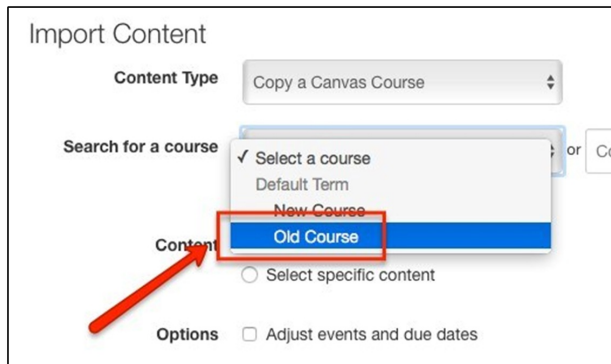 Import Content
Content Type
Copy a Canvas Course
Search for a course
✓ Select a course
or
Default Term
New Course
Old Course
Content
Select specific content
Options
Adjust events and due dates